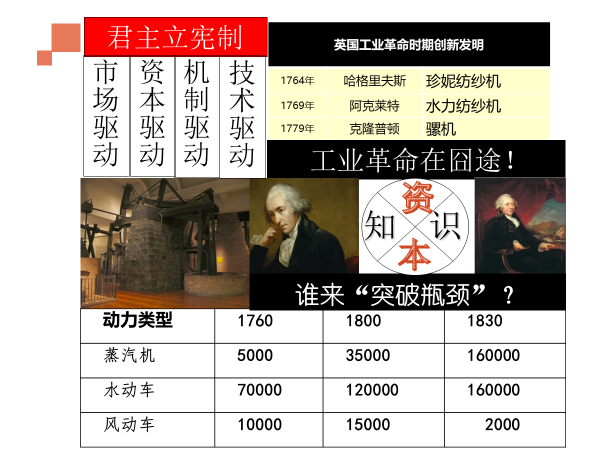 君主立宪制
市场驱动
资本驱动
机制驱动
技术驱动
英国工业革命时期创新发明
1764年 哈格里夫斯 珍妮纺纱机
1769年 阿克莱特 水力纺纱机
1779年 克隆普顿 骡机
工业革命在囧途！
资
知 识
本
谁来“突破瓶颈”？
动力类型 1760 1800 1830
蒸汽机 5000 35000 160000
水动车 70000 120000 160000
风动车 10000 15000 2000